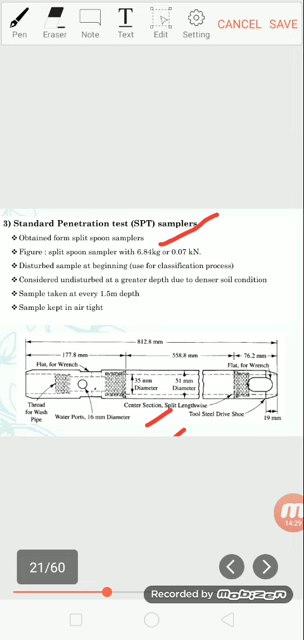 Pen
Eraser
Note
Text
Edit
Setting
CANCEL
SAVE
3) Standard Penetration test (SPT) samplers
❖ Obtained form split spoon samplers
❖ Figure : split spoon sampler with 6.84kg or 0.07 kN.
❖ Disturbed sample at beginning (use for classification process)
❖ Considered undisturbed at a greater depth due to denser soil condition
❖ Sample taken at every 1.5m depth
❖ Sample kept in air tight
812.8 mm
177.8 mm
558.8 mm
76.2 mm
Flat, for Wrench
Flat, for Wrench
35 mm
Diameter
51 mm
Diameter
Thread
for Wash
Pipe
Water Ports, 16 mm Diameter
Center Section, Split Lengthwise
Tool Steel Drive Shoe
19 mm
14:29
21/60
Recorded by Mobizen